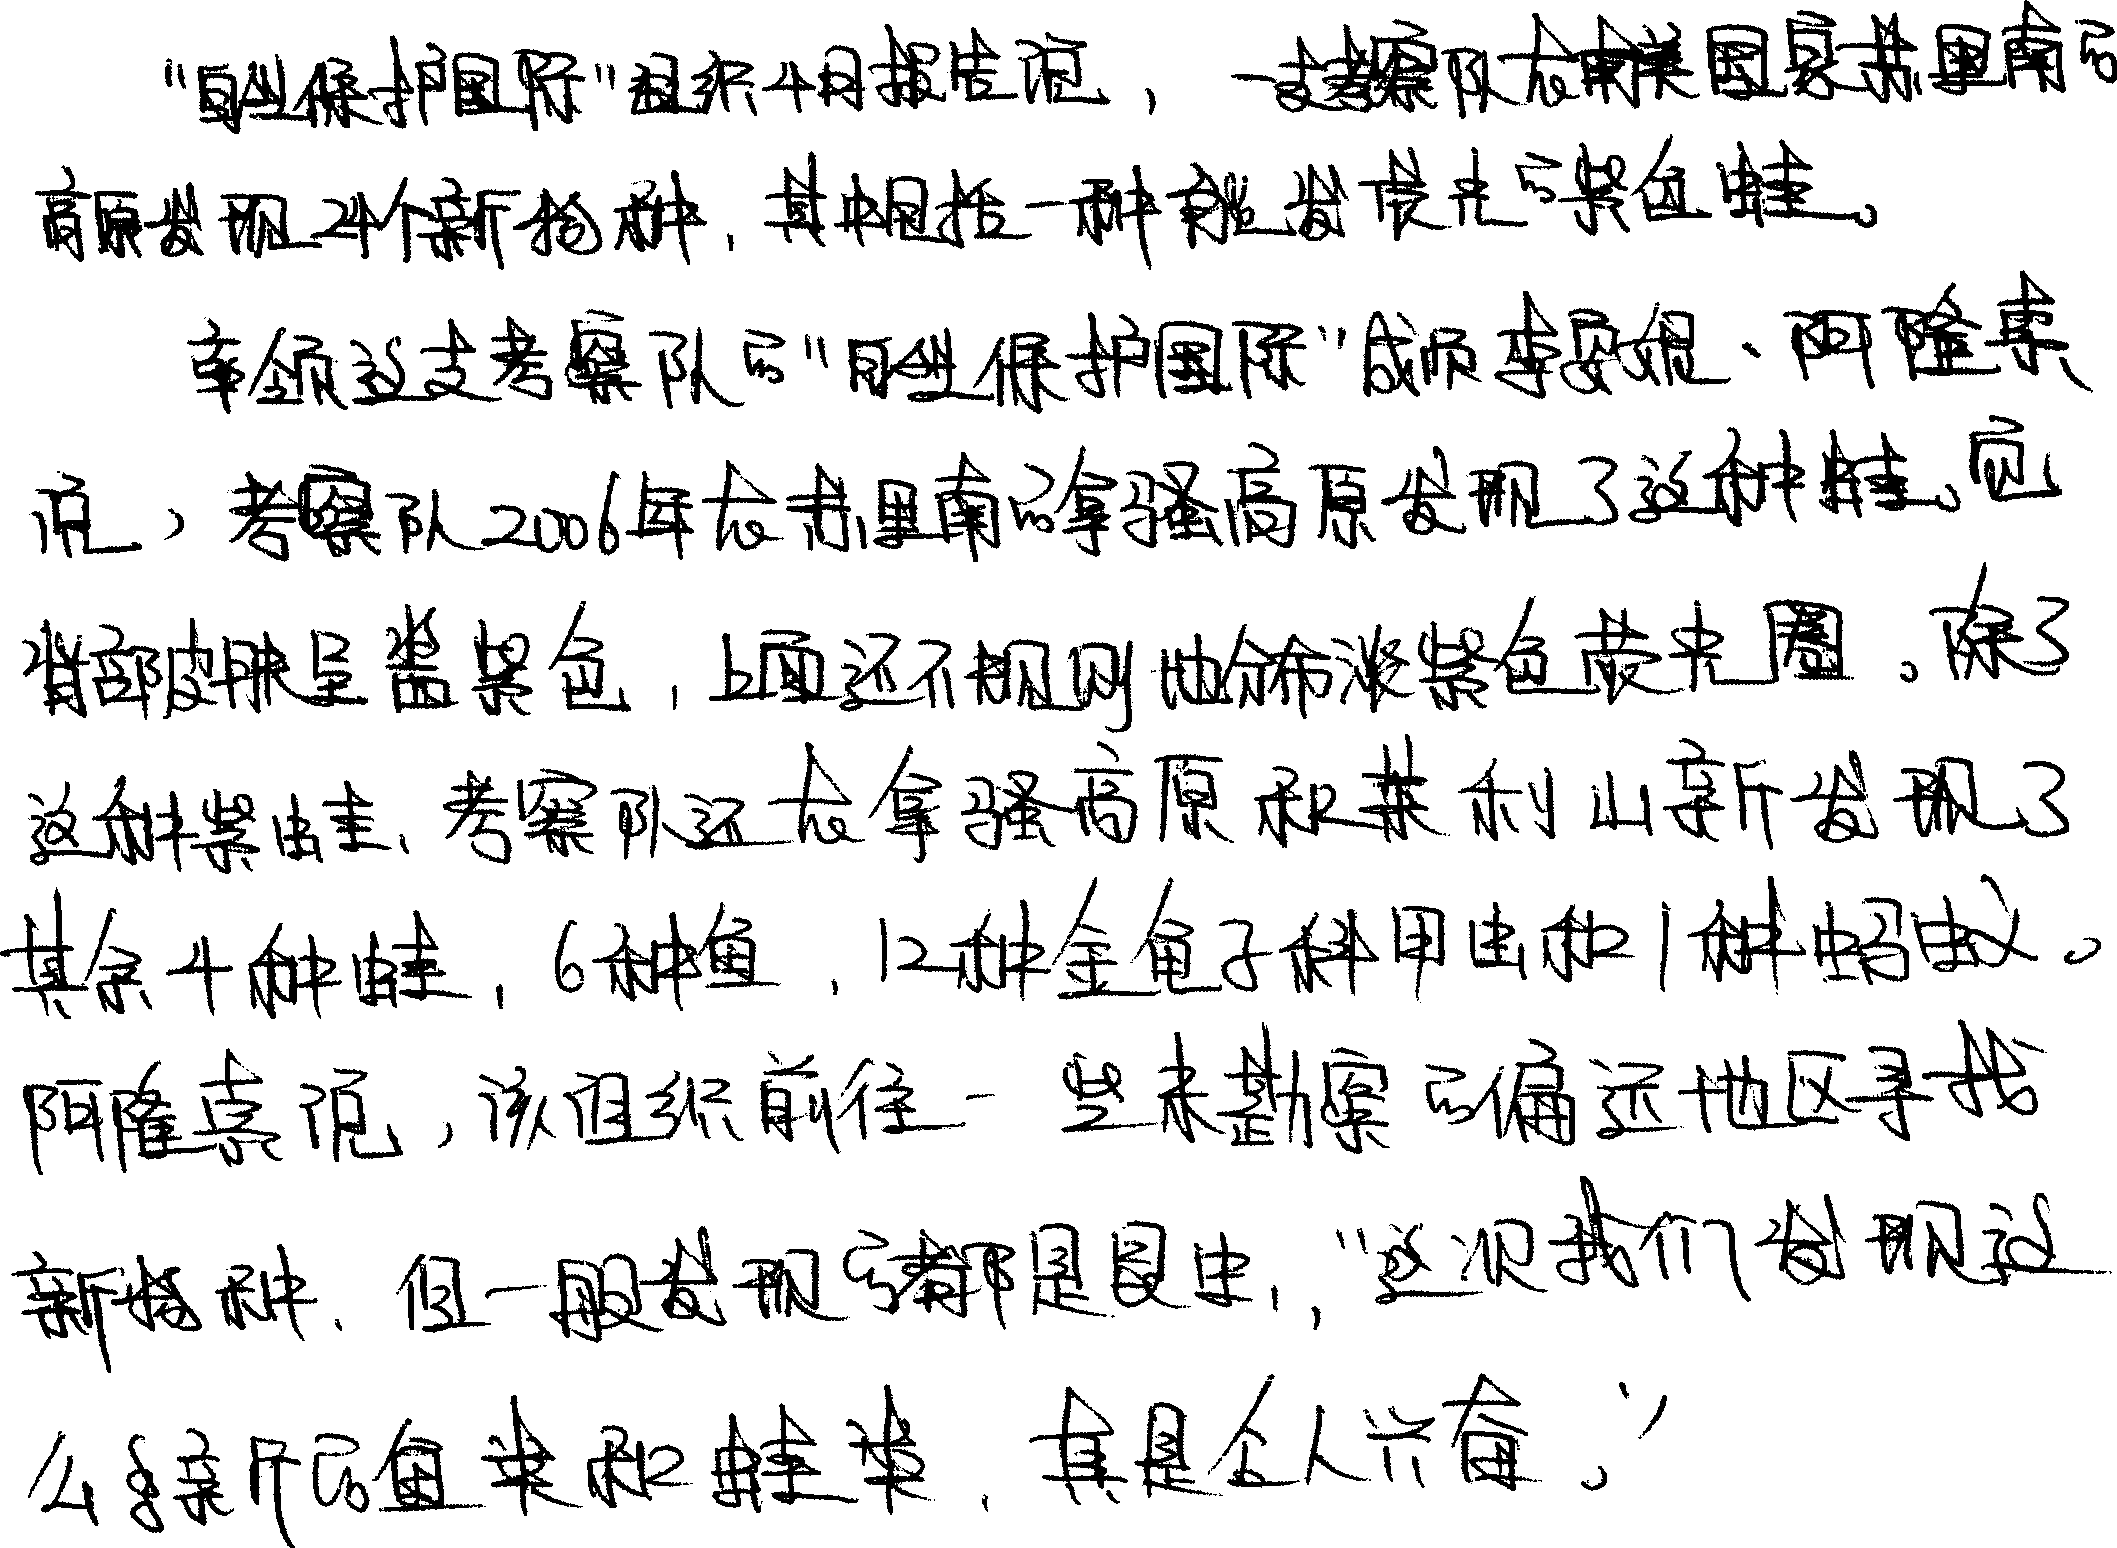 “自然保护国际”组织4日报告说，一支考察队在南美国家苏里南的
高原发现24个新物种，其中包括一种能发荧光的紫色蛙。
率领这支考察队的“自然保护国际”成员李安妮·阿隆索
说，考察队2006年在苏里南的拿骚高原发现了这种蛙。它
背部皮肤呈酱紫色，上面还不规则地分布淡紫色荧光圈。除了
这种紫蛙，考察队还在拿骚高原和莱利山新发现了
其余4种蛙，6种鱼，12种金龟子科甲虫和1种蚂蚁。
阿隆索说，该组织前往一些未勘察的偏远地区寻找
新物种，但一般发现的都是昆虫，“这次我们发现这
么多新的鱼类和蛙类，真是令人兴奋。”